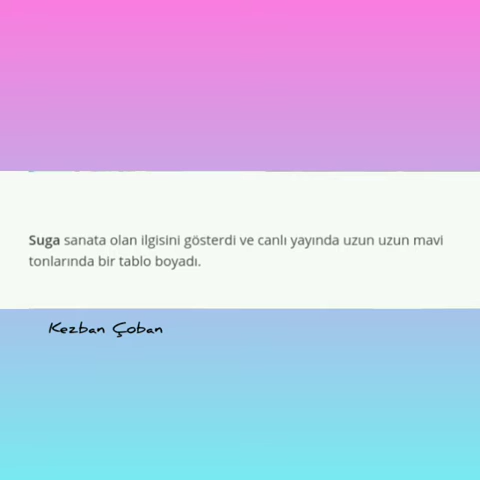 Suga sanata olan ilgisini gösterdi ve canlı yayında uzun uzun mavi
tonlarında bir tablo boyadı.
Kezban Çoban